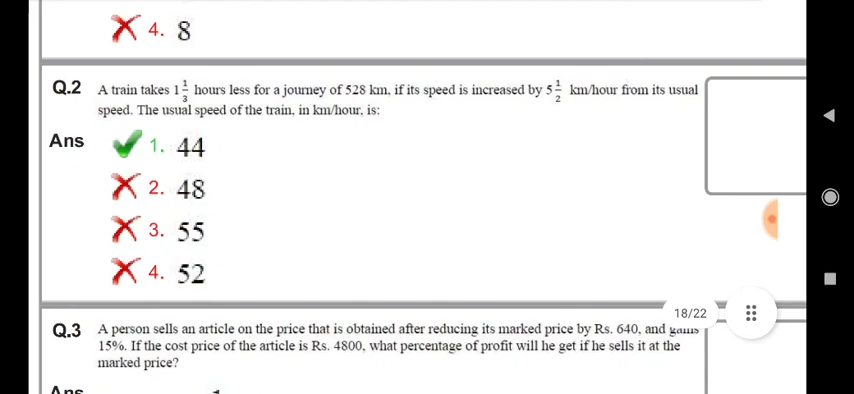 4. 8
Q.2 A train takes 1 1/3 hours less for a journey of 528 km, if its speed is increased by 5 1/2 km/hour from its usual
speed. The usual speed of the train, in km/hour, is:
Ans 1. 44
2. 48
3. 55
4. 52
18/22
Q.3 A person sells an article on the price that is obtained after reducing its marked price by Rs. 640, and gains
15%. If the cost price of the article is Rs. 4800, what percentage of profit will he get if he sells it at the
marked price?
Ans